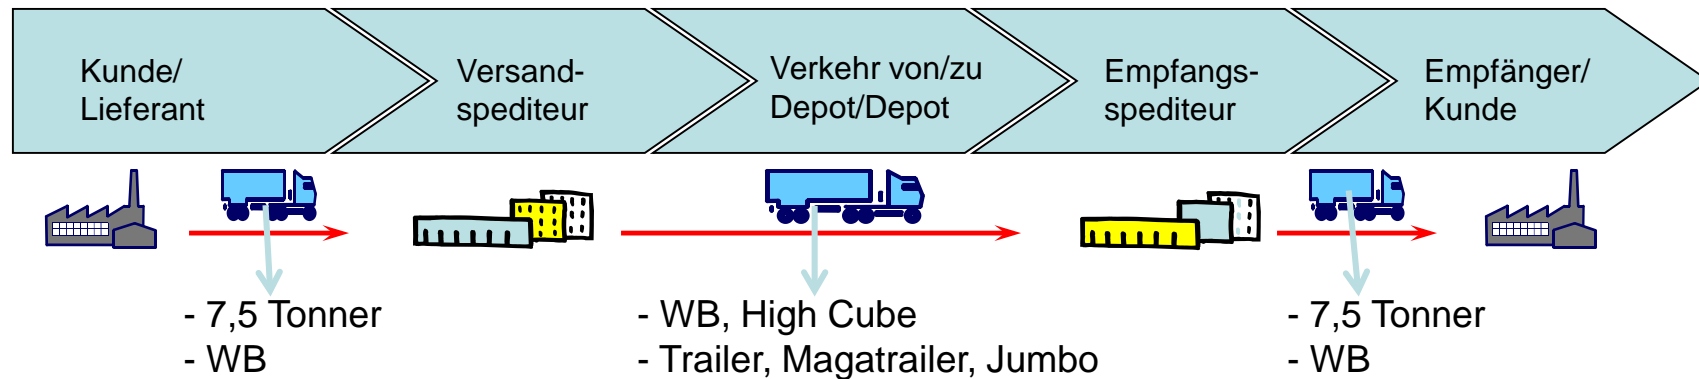 Kunde/
Lieferant
Versand-
spediteur
Verkehr von/zu
Depot/Depot
Empfangs-
spediteur
Empfänger/
Kunde
- 7,5 Tonner
- WB
- WB, High Cube
- Trailer, Magatrailer, Jumbo
- 7,5 Tonner
- WB